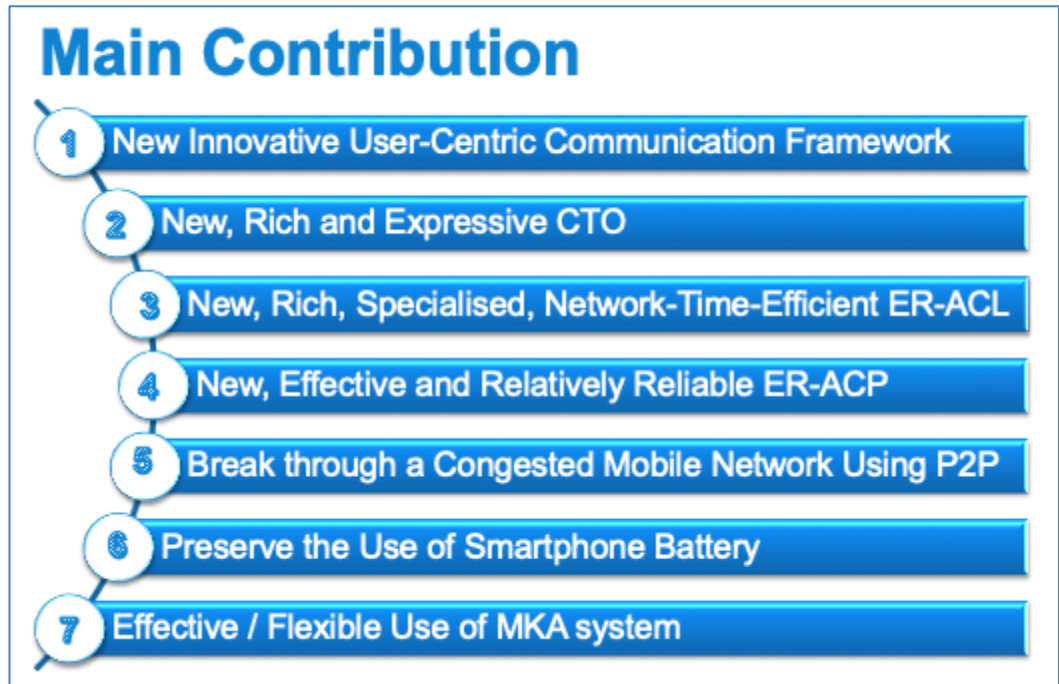 Main Contribution
1 New Innovative User-Centric Communication Framework
2 New, Rich and Expressive CTO
3 New, Rich, Specialised, Network-Time-Efficient ER-ACL
4 New, Effective and Relatively Reliable ER-ACP
5 Break through a Congested Mobile Network Using P2P
6 Preserve the Use of Smartphone Battery
7 Effective / Flexible Use of MKA system